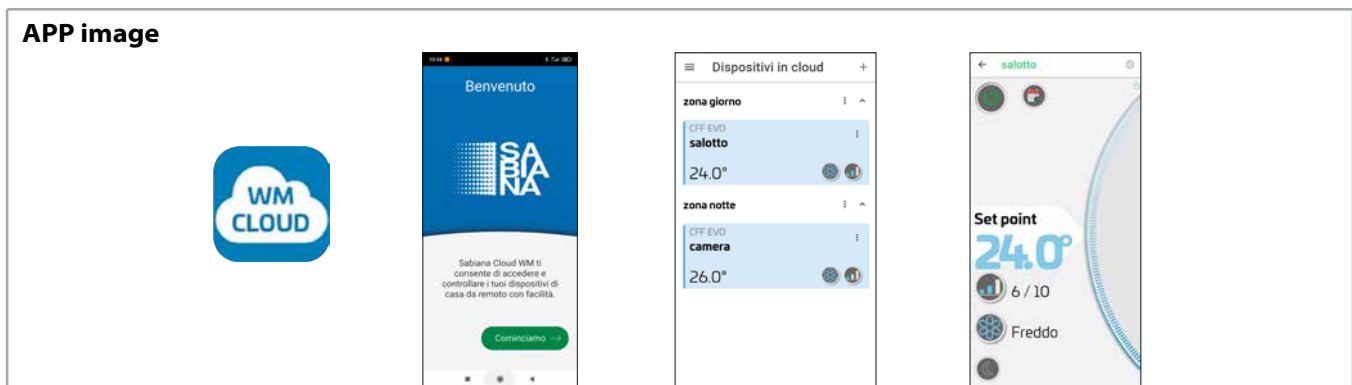 APP image
WM
CLOUD
Benvenuto
SA
BIA
NA
Sabiana Cloud WM ti
consente di accedere e
controllare i tuoi dispositivi di
casa da remoto con facilità.
Cominciamo →
Dispositivi in cloud +
zona giorno
CFF EVO
salotto
24.0°
zona notte
CFF EVO
camera
26.0°
← salotto
Set point
24.0°
6 / 10
Freddo